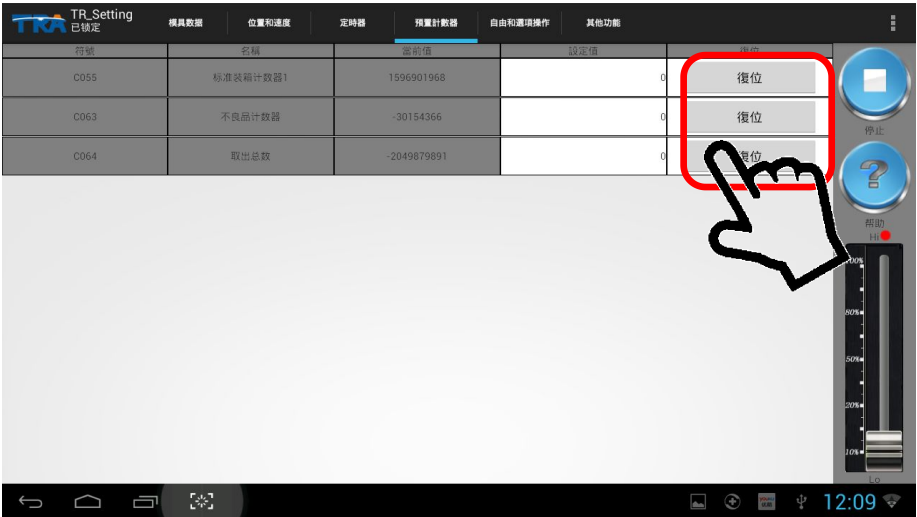 TRA TR_Setting
已锁定
模具数据 位置和速度 定時器 預置計數器 自由和選項操作 其他功能
符號 名稱 當前值 設定值 復位
C055 标准装箱计数器1 1596901968 0 復位
C063 不良品计数器 -30154366 0 復位
C064 取出总数 -2049879891 0 復位
停止
帮助
Hi
100%
80%
50%
20%
10%
Lo
12:09